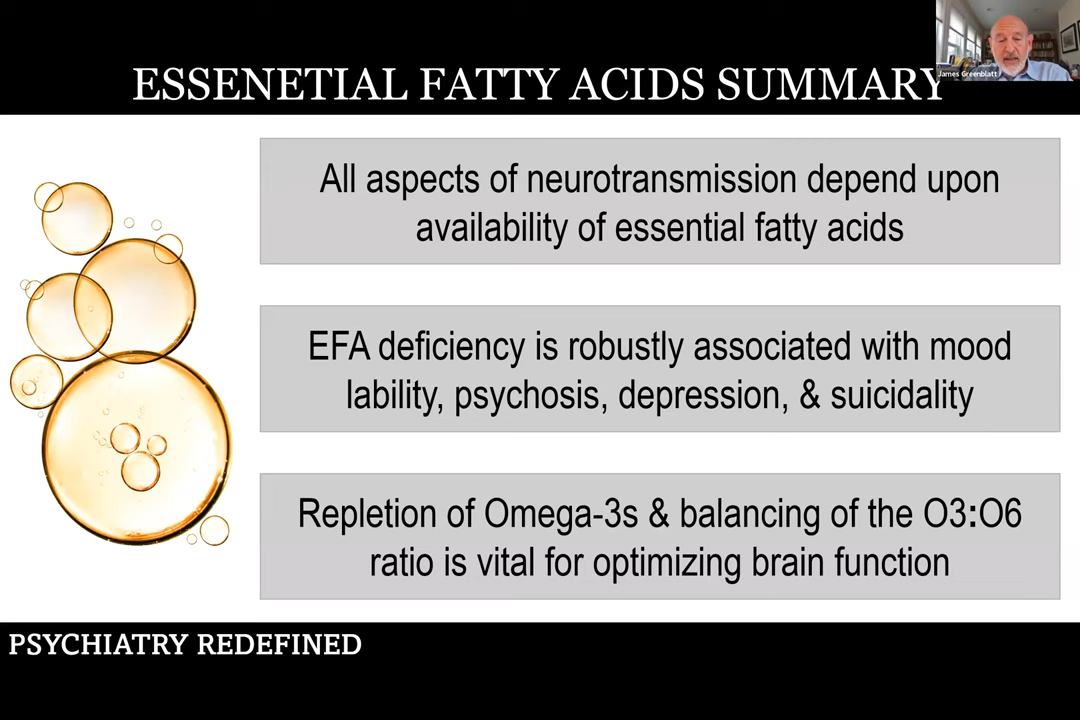 ESSENETIAL FATTY ACIDS SUMMARY
James Greenblatt
All aspects of neurotransmission depend upon
availability of essential fatty acids
EFA deficiency is robustly associated with mood
lability, psychosis, depression, & suicidality
Repletion of Omega-3s & balancing of the O3:O6
ratio is vital for optimizing brain function
PSYCHIATRY REDEFINED